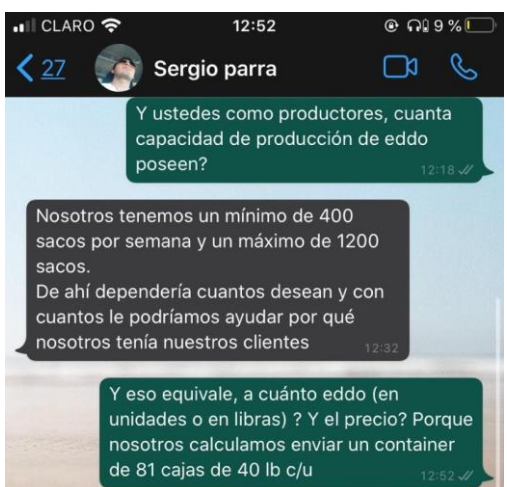 CLARO 12:52 9 %
27 Sergio parra
Y ustedes como productores, cuanta
capacidad de producción de eddo
poseen?
12:18
Nosotros tenemos un mínimo de 400
sacos por semana y un máximo de 1200
sacos.
De ahí dependería cuantos desean y con
cuantos le podríamos ayudar por qué
nosotros tenía nuestros clientes
12:32
Y eso equivale, a cuánto eddo (en
unidades o en libras) ? Y el precio? Porque
nosotros calculamos enviar un container
de 81 cajas de 40 lb c/u
12:52